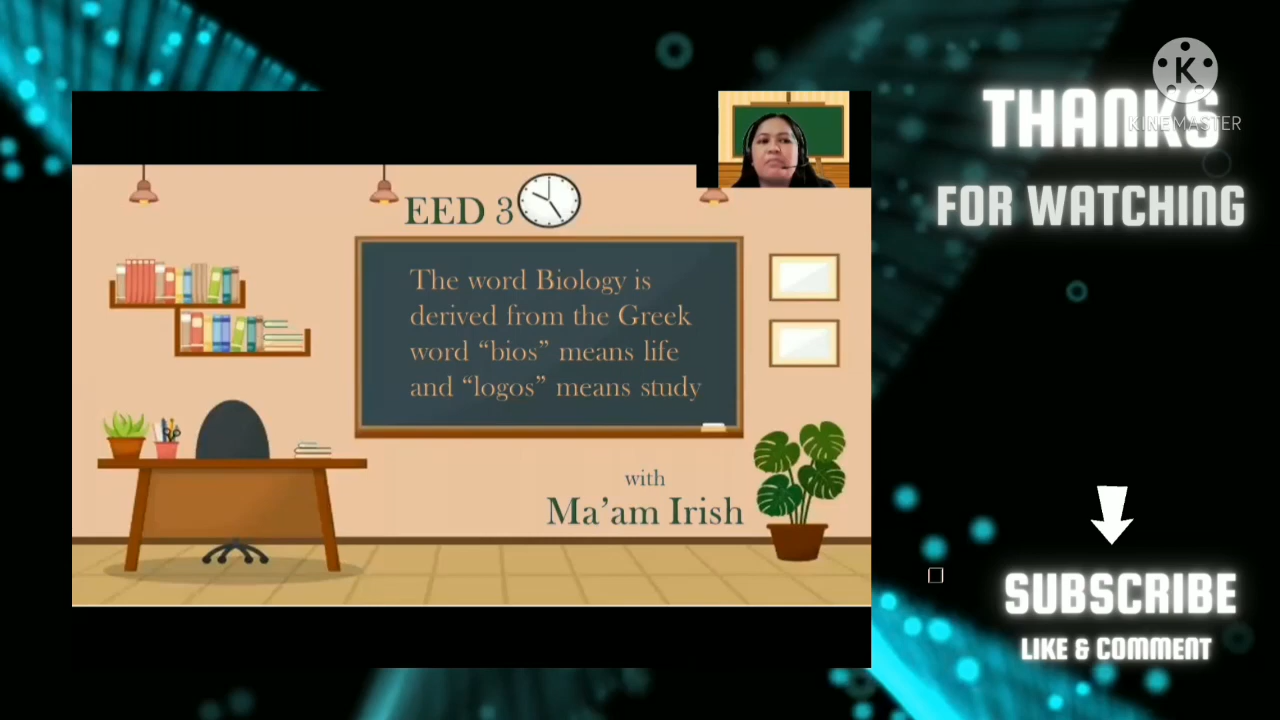 EED 3
The word Biology is
derived from the Greek
word “bios” means life
and “logos” means study
with
Ma’am Irish
K
KINEMASTER
THANKS
FOR WATCHING
SUBSCRIBE
LIKE & COMMENT